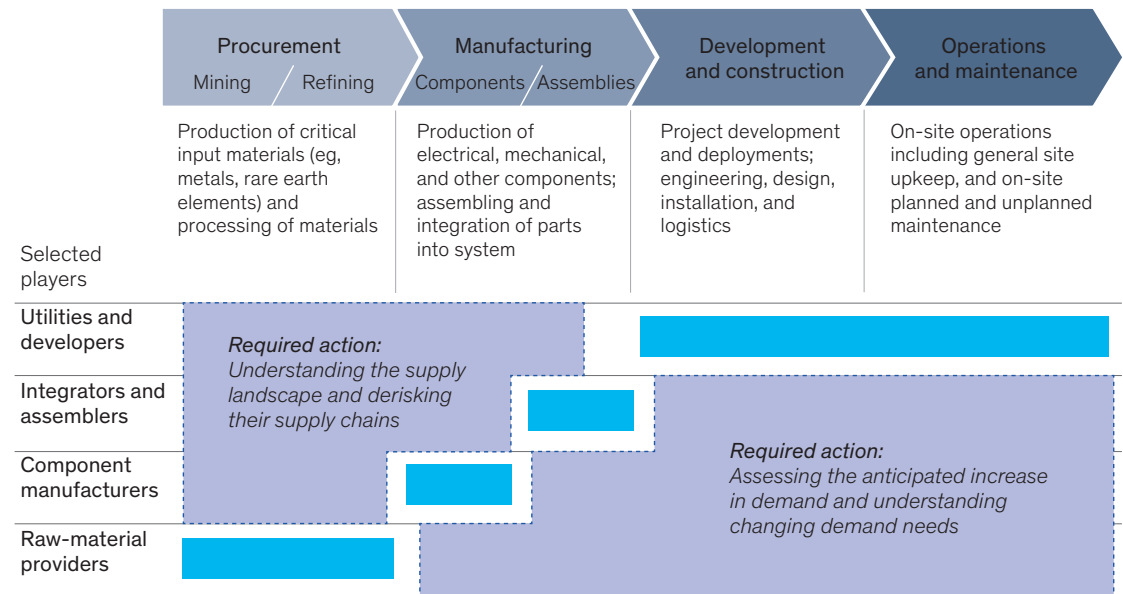 Procurement
Mining / Refining
Manufacturing
Components / Assemblies
Development
and construction
Operations
and maintenance
Production of critical
input materials (eg,
metals, rare earth
elements) and
processing of materials
Production of
electrical, mechanical,
and other components;
assembling and
integration of parts
into system
Project development
and deployments;
engineering, design,
installation, and
logistics
On-site operations
including general site
upkeep, and on-site
planned and unplanned
maintenance
Selected
players
Utilities and
developers
Integrators and
assemblers
Component
manufacturers
Raw-material
providers
Required action:
Understanding the supply
landscape and derisking
their supply chains
Required action:
Assessing the anticipated increase
in demand and understanding
changing demand needs